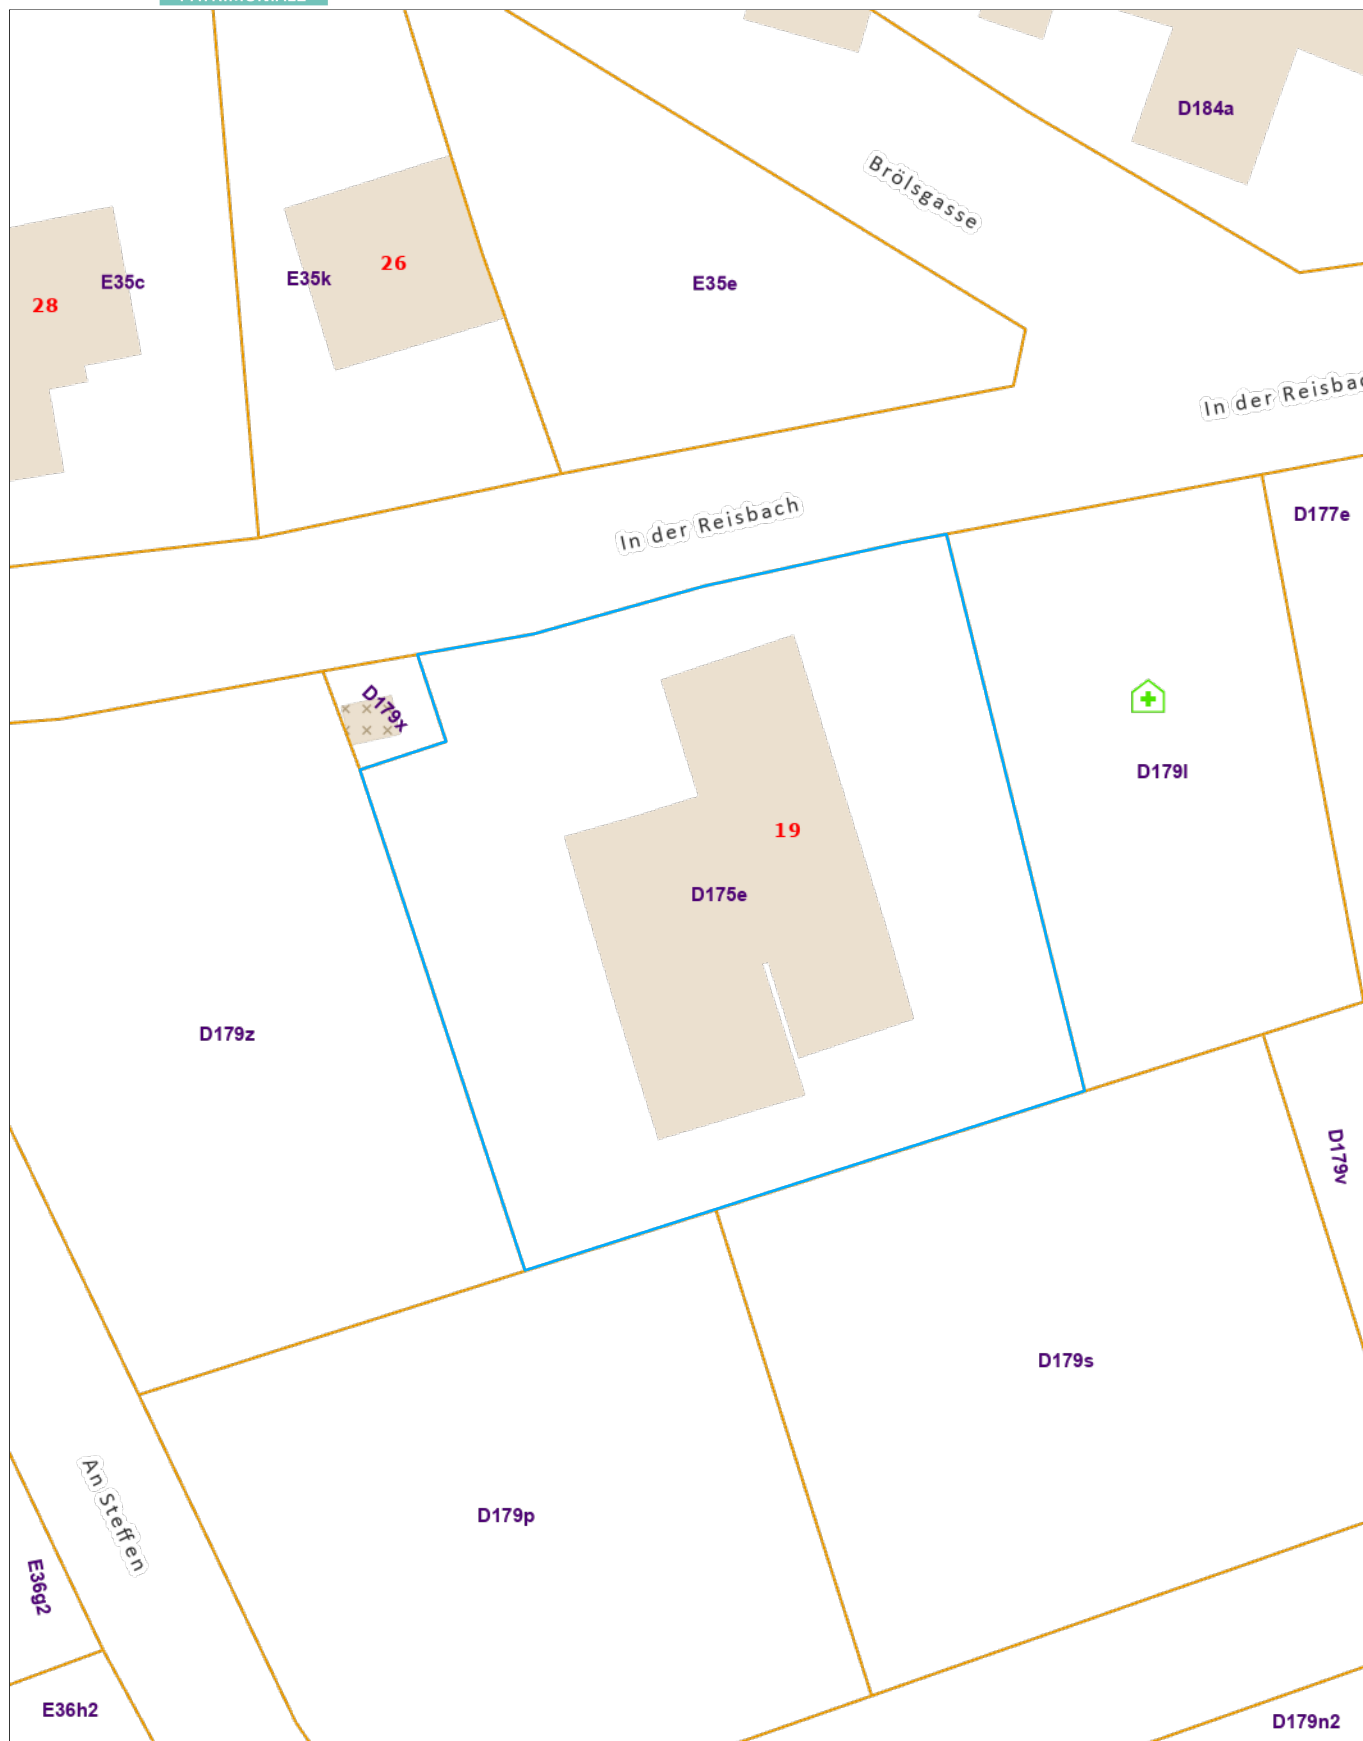 D184a
Brölsgasse
26
E35k
E35c
28
E35e
In der Reisbac
In der Reisbach
D177e
D179x
D179l
19
D175e
D179z
D179v
D179s
An Steffen
D179p
E36g2
E36h2
D179n2